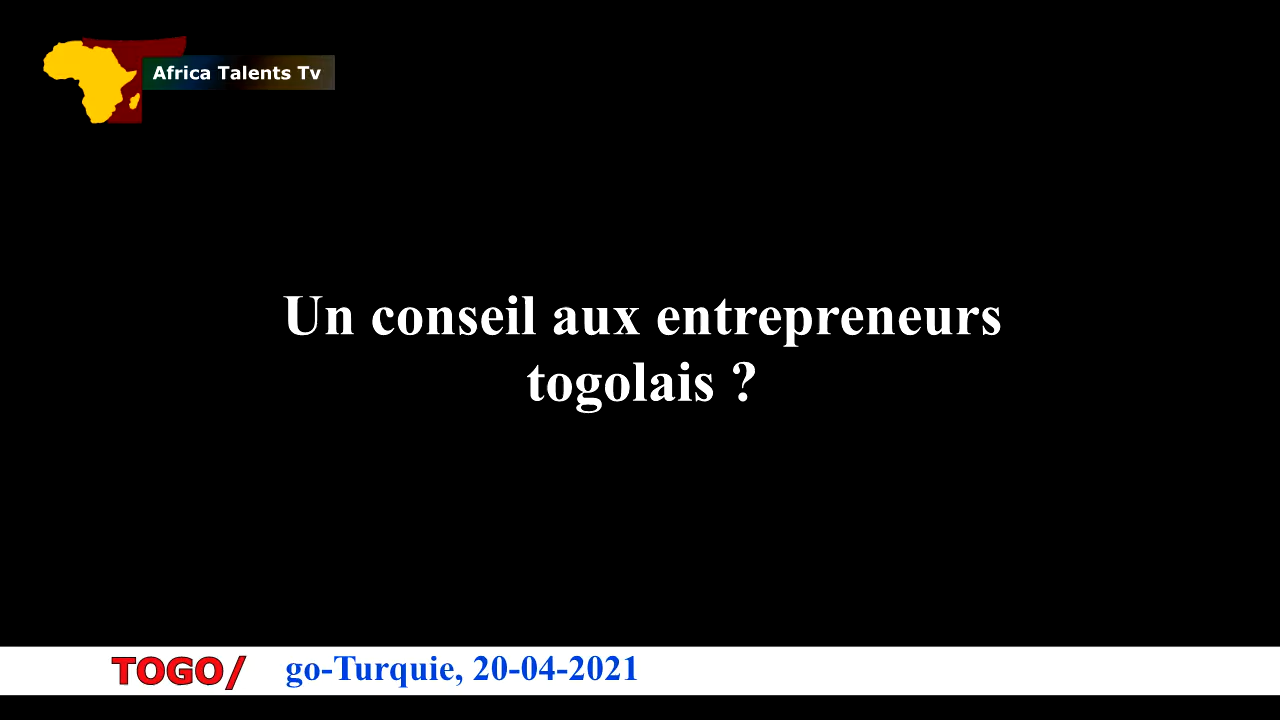 Africa Talents Tv
Un conseil aux entrepreneurs
togolais ?
TOGO/ go-Turquie, 20-04-2021